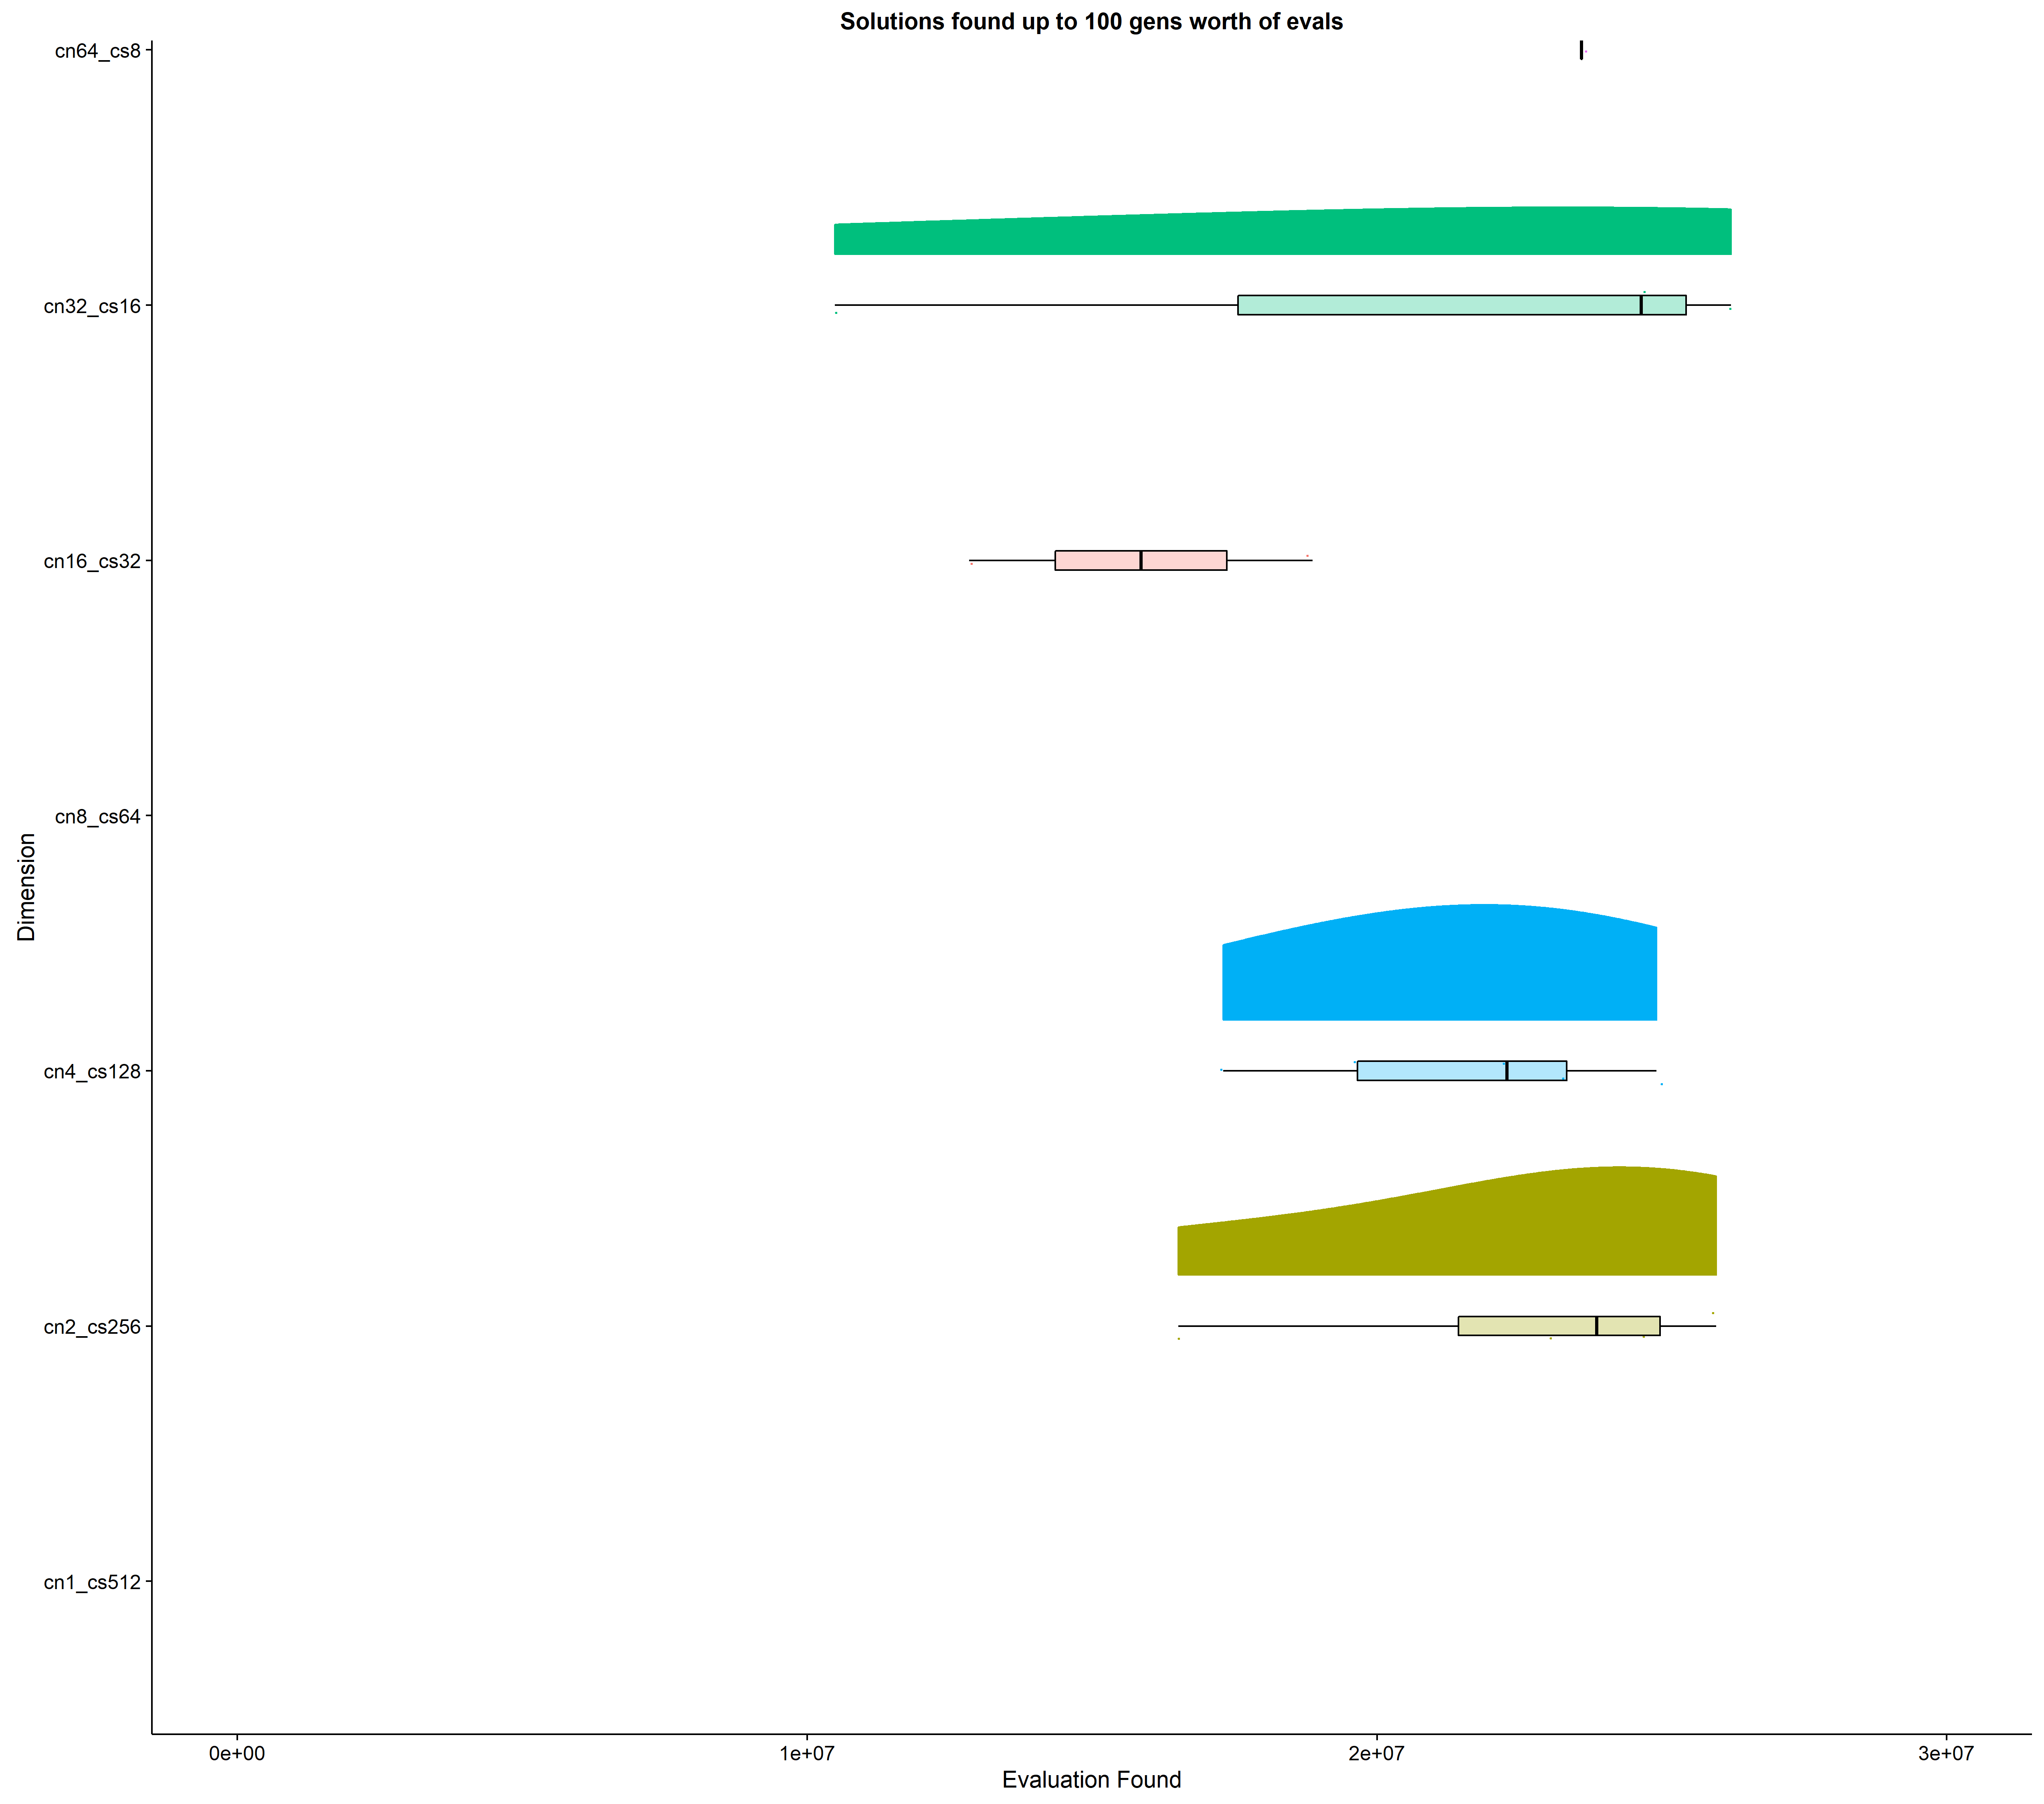 Solutions found up to 100 gens worth of evals
cn64_cs8
cn32_cs16
cn16_cs32
cn8_cs64
cn4_cs128
cn2_cs256
cn1_cs512
Dimension
0e+00 1e+07 2e+07 3e+07
Evaluation Found